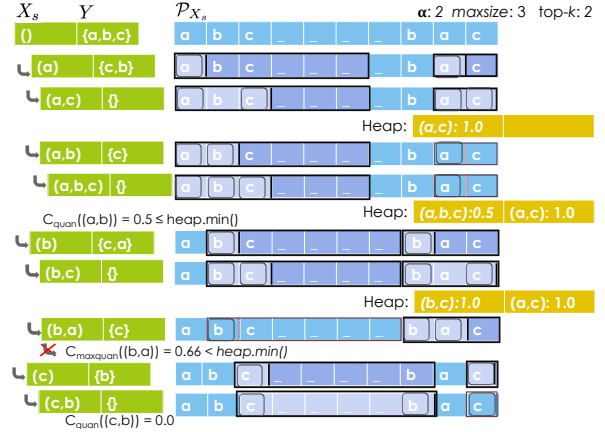 X_s Y P_{X_s} α: 2 maxsize: 3 top-k: 2
() {a,b,c} a b c _ _ _ _ b a c
(a) {c,b} a b c _ _ _ _ b a c
(a,c) {} a b c _ _ _ _ b a c
Heap: (a,c): 1.0
(a,b) {c} a b c _ _ _ _ b a c
(a,b,c) {} a b c _ _ _ _ b a c
Heap: (a,b,c):0.5 (a,c): 1.0
C_quan((a,b)) = 0.5 ≤ heap.min()
(b) {c,a} a b c _ _ _ _ b a c
(b,c) {} a b c _ _ _ _ b a c
Heap: (b,c):1.0 (a,c): 1.0
(b,a) {c} a b c _ _ _ _ b a c
C_maxquan((b,a)) = 0.66 < heap.min()
(c) {b} a b c _ _ _ _ b a c
(c,b) {} a b c _ _ _ _ b a c
C_quan((c,b)) = 0.0